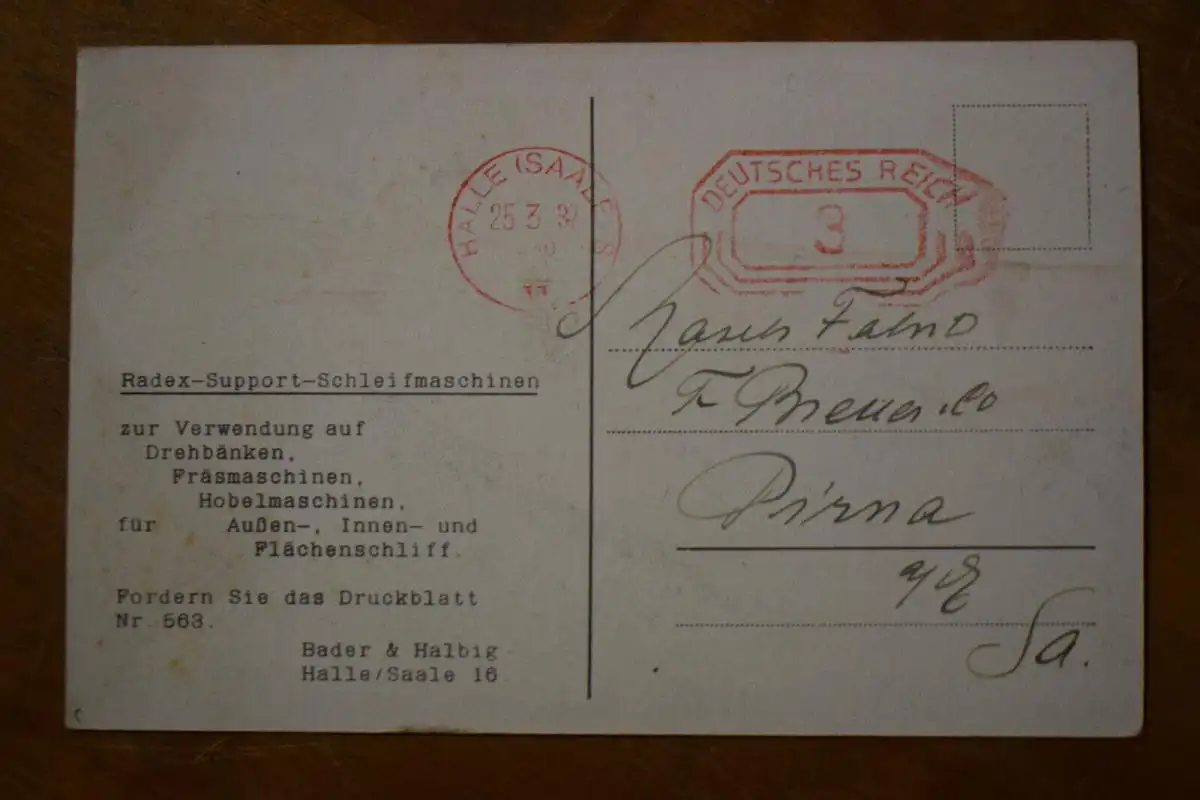 HALLE (SAALE) S
25.3.37
DEUTSCHES REICH
3
Radex-Support-Schleifmaschinen
zur Verwendung auf
Drehbänken,
Fräsmaschinen,
Hobelmaschinen,
für Außen-, Innen- und
Flächenschliff.
Fordern Sie das Druckblatt
Nr. 563.
Bader & Halbig
Halle/Saale 16
Pirna
Sa.